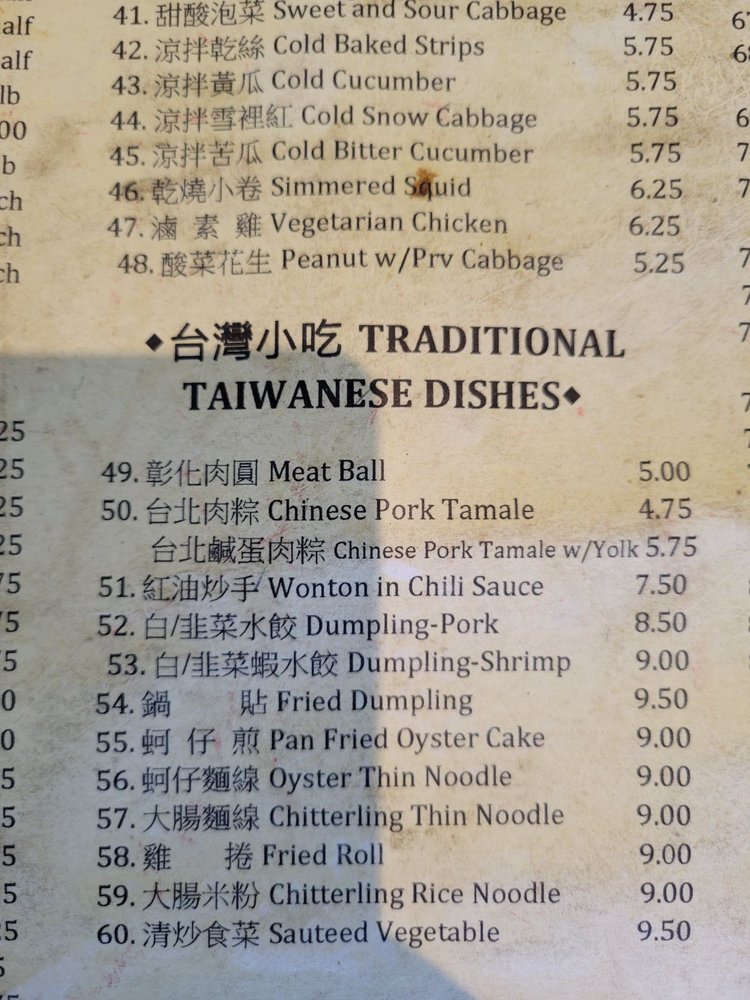 41. 甜酸泡菜 Sweet and Sour Cabbage 4.75
42. 涼拌乾絲 Cold Baked Strips 5.75
43. 涼拌黃瓜 Cold Cucumber 5.75
44. 涼拌雪裡紅 Cold Snow Cabbage 5.75
45. 涼拌苦瓜 Cold Bitter Cucumber 5.75
46. 乾燒小卷 Simmered Squid 6.25
47. 滷 素 雞 Vegetarian Chicken 6.25
48. 酸菜花生 Peanut w/Prv Cabbage 5.25
◆台灣小吃 TRADITIONAL
TAIWANESE DISHES◆
49. 彰化肉圓 Meat Ball 5.00
50. 台北肉粽 Chinese Pork Tamale 4.75
台北鹹蛋肉粽 Chinese Pork Tamale w/Yolk 5.75
51. 紅油炒手 Wonton in Chili Sauce 7.50
52. 白/韭菜水餃 Dumpling-Pork 8.50
53. 白/韭菜蝦水餃 Dumpling-Shrimp 9.00
54. 鍋 貼 Fried Dumpling 9.50
55. 蚵 仔 煎 Pan Fried Oyster Cake 9.00
56. 蚵仔麵線 Oyster Thin Noodle 9.00
57. 大腸麵線 Chitterling Thin Noodle 9.00
58. 雞 捲 Fried Roll 9.00
59. 大腸米粉 Chitterling Rice Noodle 9.00
60. 清炒食菜 Sauteed Vegetable 9.50